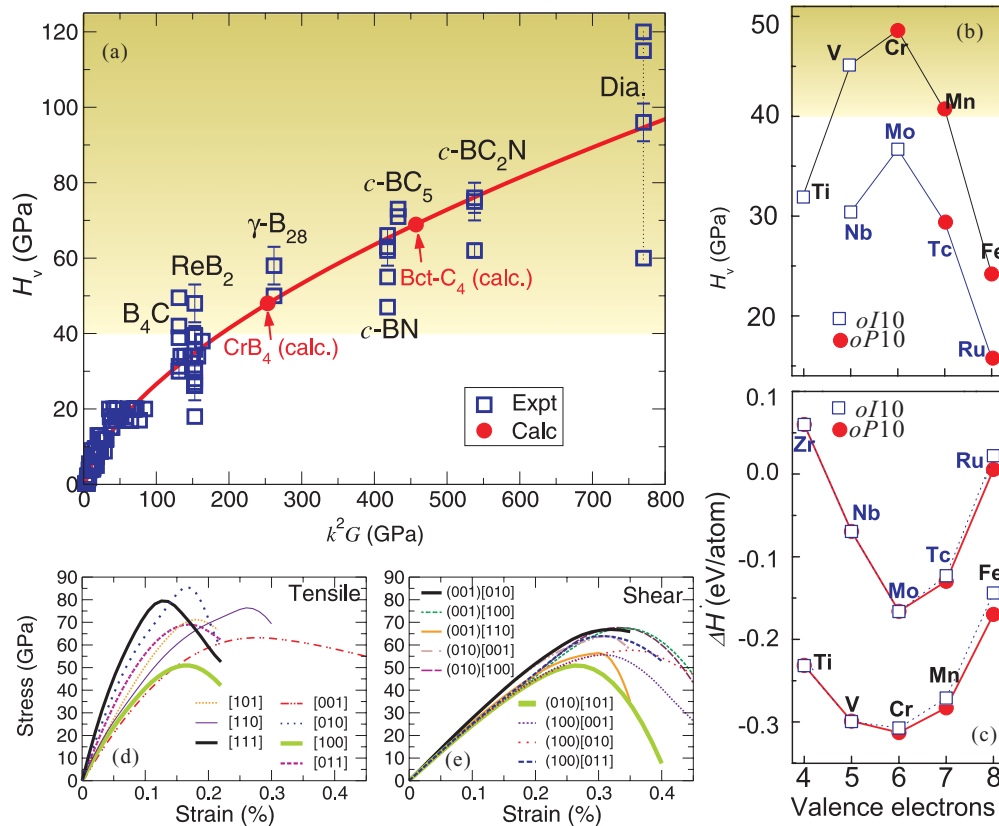 (a)
120
100
80
60
40
20
0
H_v (GPa)
Dia.
c-BC₂N
c-BC₅
γ-B₂₈
ReB₂
B₄C
Bct-C₄ (calc.)
c-BN
CrB₄ (calc.)
Expt
Calc
0 100 200 300 400 500 600 700 800
k²G (GPa)
(b)
50
40
30
20
H_v (GPa)
V
Cr
Mn
Mo
Ti
Nb
Tc
Fe
Ru
oI10
oP10
(c)
0.1
0.0
-0.1
-0.2
-0.3
ΔH (eV/atom)
oI10
oP10
Zr
Ru
Nb
Tc
Mo
Fe
Ti
Mn
V
Cr
4 5 6 7 8
Valence electrons
(d)
Tensile
90
80
70
60
50
40
30
20
10
0
Stress (GPa)
[101]
[110]
[111]
[001]
[010]
[100]
[011]
0 0.1 0.2 0.3 0.4
Strain (%)
(e)
Shear
90
80
70
60
50
40
30
20
10
0
(001)[010]
(001)[100]
(001)[110]
(010)[001]
(010)[100]
(010)[101]
(100)[001]
(100)[010]
(100)[011]
0 0.1 0.2 0.3 0.4
Strain (%)